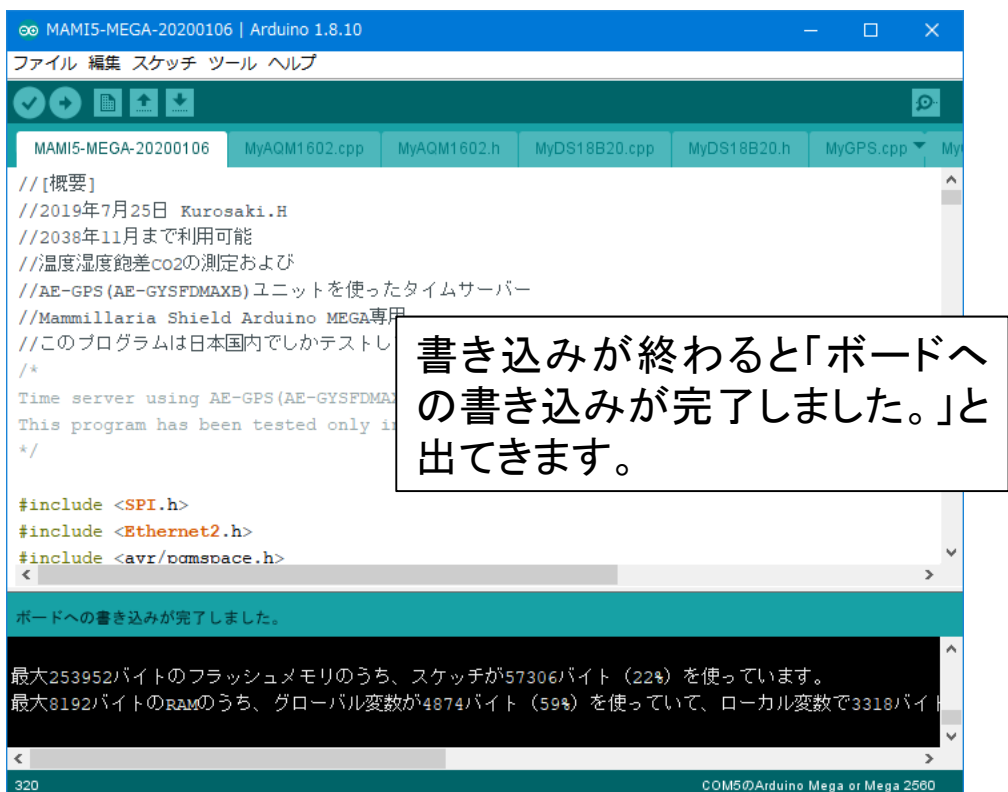 MAMI5-MEGA-20200106 | Arduino 1.8.10
ファイル 編集 スケッチ ツール ヘルプ
MAMI5-MEGA-20200106 MyAQM1602.cpp MyAQM1602.h MyDS18B20.cpp MyDS18B20.h MyGPS.cpp
//[概要]
//2019年7月25日 Kurosaki.H
//2038年11月まで利用可能
//温度湿度飽差CO2の測定および
//AE-GPS(AE-GYSFDMAXB)ユニットを使ったタイムサーバー
//Mammillaria Shield Arduino MEGA専用
//このプログラムは日本国内でしかテストし
/*
Time server using AE-GPS(AE-GYSFDMAX
This program has been tested only i
*/
#include <SPI.h>
#include <Ethernet2.h>
#include <avr/pgmspace.h>
書き込みが終わると「ボードへ
の書き込みが完了しました。」と
出てきます。
ボードへの書き込みが完了しました。
最大253952バイトのフラッシュメモリのうち、スケッチが57306バイト（22%）を使っています。
最大8192バイトのRAMのうち、グローバル変数が4874バイト（59%）を使っていて、ローカル変数で3318バイト
320 COM5のArduino Mega or Mega 2560